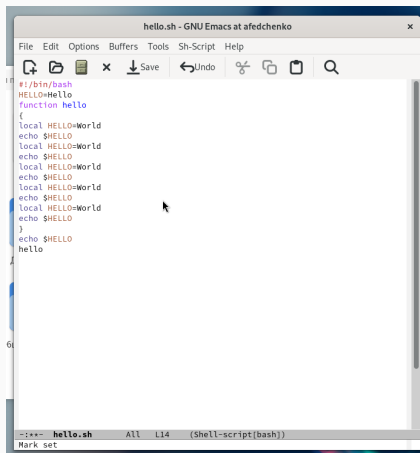 hello.sh - GNU Emacs at afedchenko
File Edit Options Buffers Tools Sh-Script Help
Save Undo
#!/bin/bash
HELLO=Hello
function hello
{
local HELLO=World
echo $HELLO
local HELLO=World
echo $HELLO
local HELLO=World
echo $HELLO
local HELLO=World
echo $HELLO
local HELLO=World
echo $HELLO
}
echo $HELLO
hello
-:**- hello.sh All L14 (Shell-script[bash])
Mark set